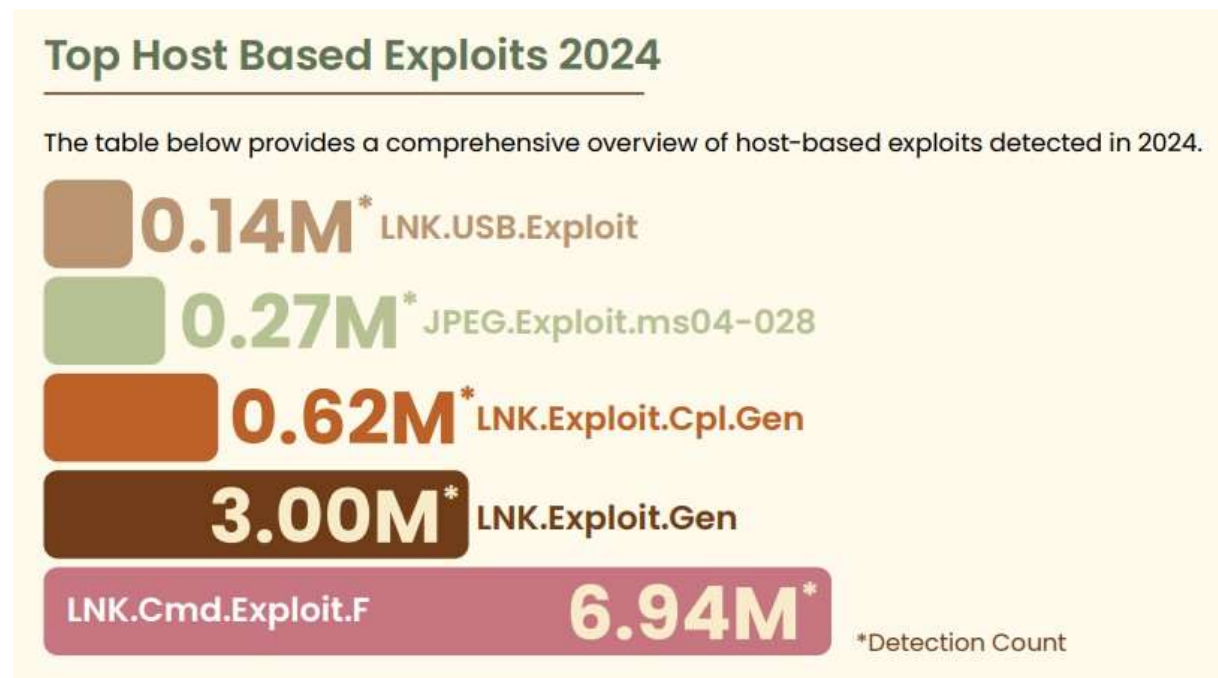 Top Host Based Exploits 2024
The table below provides a comprehensive overview of host-based exploits detected in 2024.
0.14M* LNK.USB.Exploit
0.27M* JPEG.Exploit.ms04-028
0.62M* LNK.Exploit.Cpl.Gen
3.00M* LNK.Exploit.Gen
LNK.Cmd.Exploit.F 6.94M*
*Detection Count